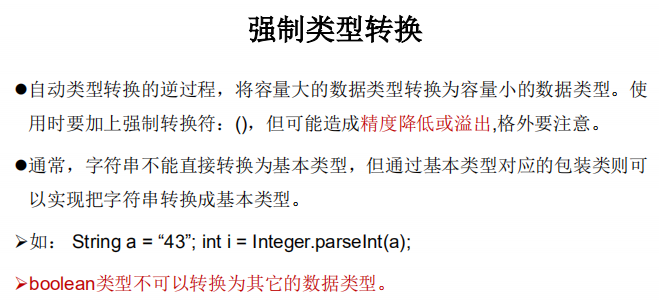 强制类型转换
●自动类型转换的逆过程，将容量大的数据类型转换为容量小的数据类型。使
用时要加上强制转换符：()，但可能造成精度降低或溢出,格外要注意。
●通常，字符串不能直接转换为基本类型，但通过基本类型对应的包装类则可
以实现把字符串转换成基本类型。
➢如： String a = “43”; int i = Integer.parseInt(a);
➢boolean类型不可以转换为其它的数据类型。